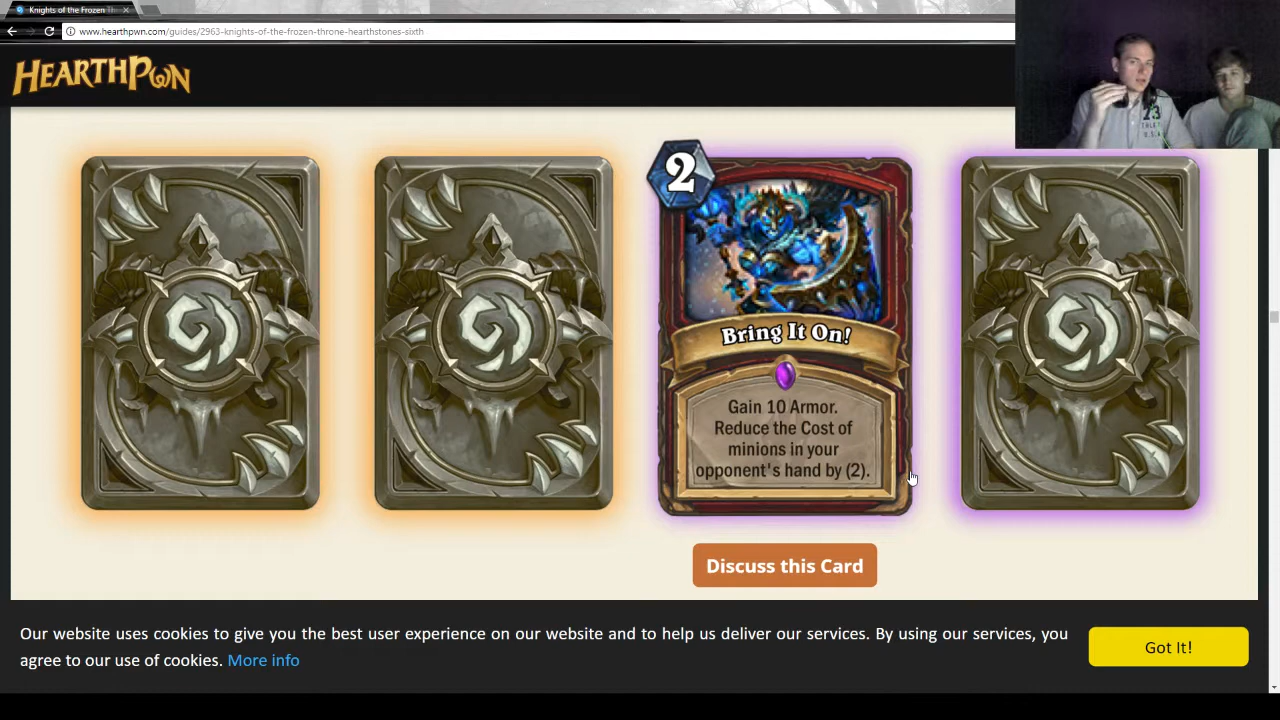 Knights of the Frozen Th
www.hearthpwn.com/guides/2963-knights-of-the-frozen-throne-hearthstones-sixth
HEARTHPWN
2
Bring It On!
Gain 10 Armor.
Reduce the Cost of
minions in your
opponent's hand by (2).
Discuss this Card
Our website uses cookies to give you the best user experience on our website and to help us deliver our services. By using our services, you
agree to our use of cookies. More info
Got It!
23
TALK
U.S.A